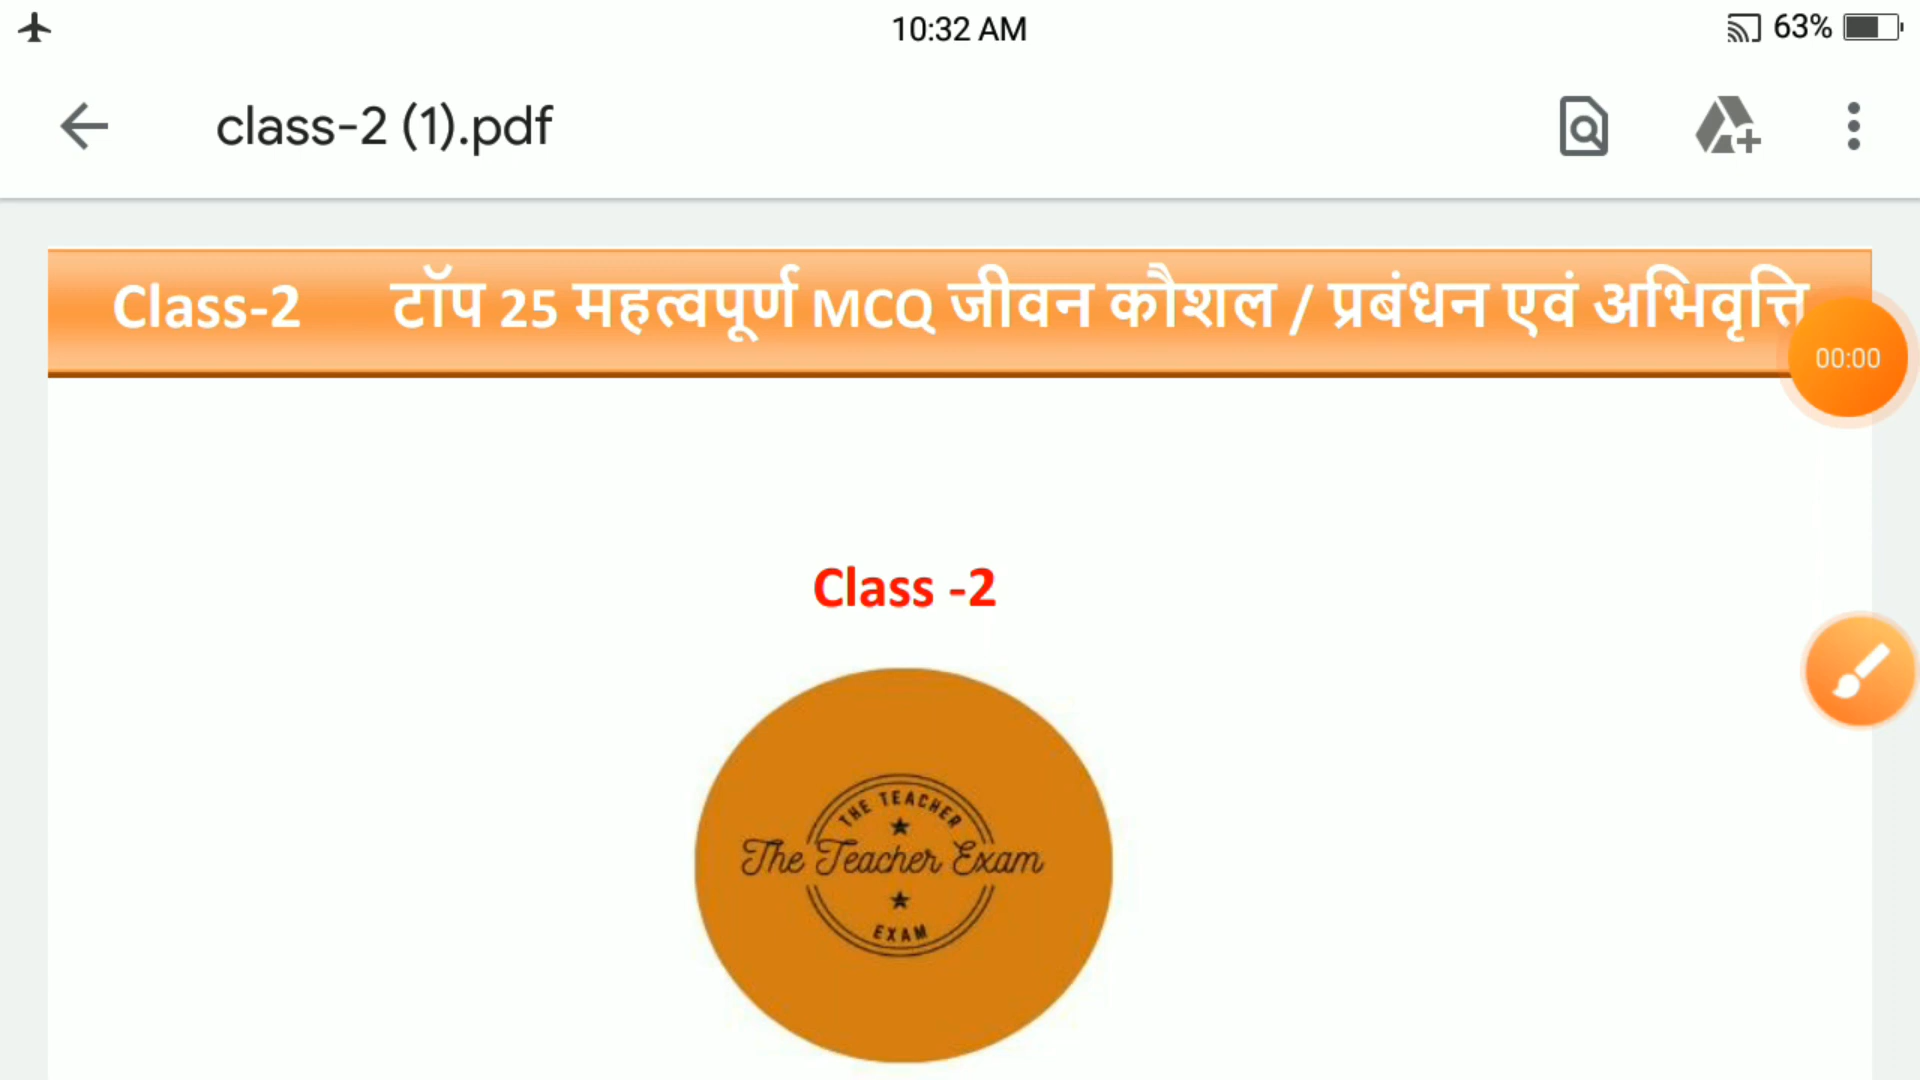 10:32 AM
63%
class-2 (1).pdf
Class-2 टॉप 25 महत्वपूर्ण MCQ जीवन कौशल / प्रबंधन एवं अभिवृत्ति
00:00
Class -2
THE TEACHER
The Teacher Exam
EXAM